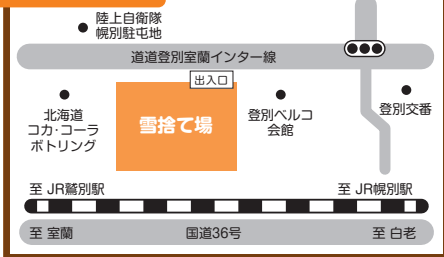 陸上自衛隊
幌別駐屯地
道道登別室蘭インター線
出入口
北海道
コカ・コーラ
ボトリング
雪捨て場
登別ベルコ
会館
登別交番
至 JR鷲別駅
至 JR幌別駅
至 室蘭
国道36号
至 白老